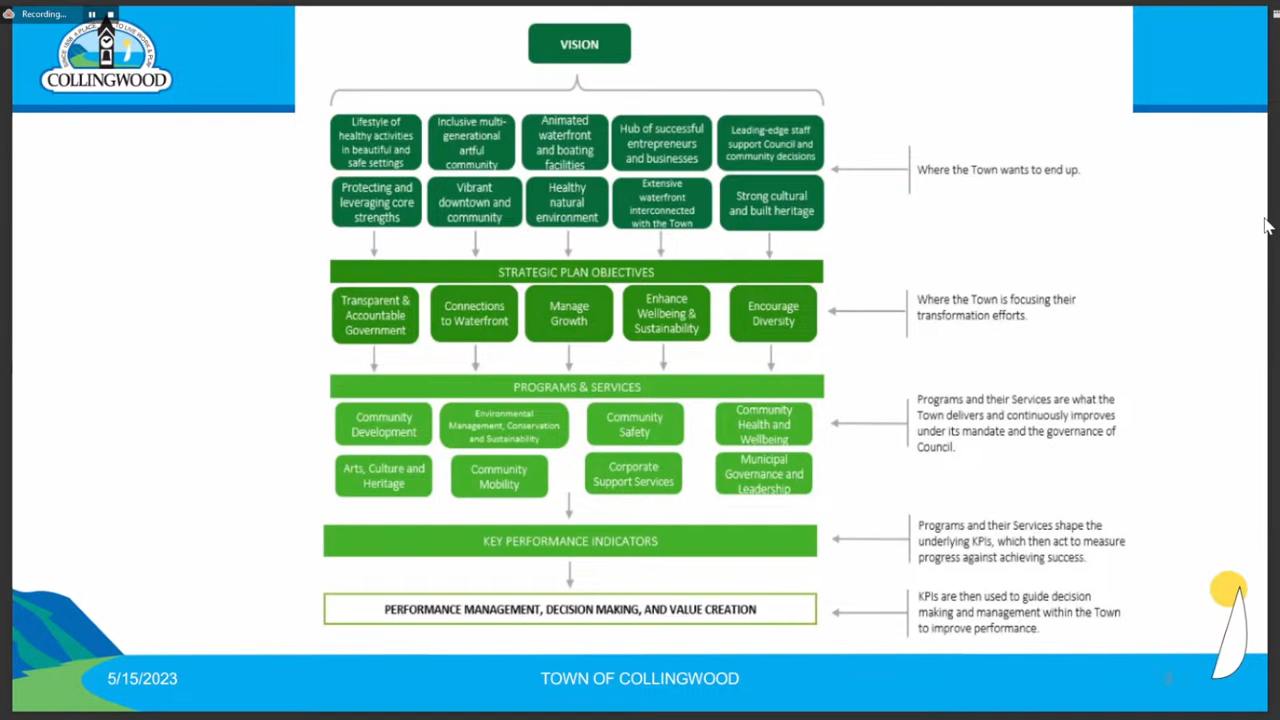 Recording...
SINCE 1858 A PLACE TO LIVE WORK & PLAY
COLLINGWOOD
VISION
Lifestyle of
healthy activities
in beautiful and
safe settings
Inclusive multi-
generational
artful
community
Animated
waterfront
and boating
facilities
Hub of successful
entrepreneurs
and businesses
Leading-edge staff
support Council and
community decisions
Where the Town wants to end up.
Protecting and
leveraging core
strengths
Vibrant
downtown and
community
Healthy
natural
environment
Extensive
waterfront
interconnected
with the Town
Strong cultural
and built heritage
STRATEGIC PLAN OBJECTIVES
Transparent &
Accountable
Government
Connections
to Waterfront
Manage
Growth
Enhance
Wellbeing &
Sustainability
Encourage
Diversity
Where the Town is focusing their
transformation efforts.
PROGRAMS & SERVICES
Community
Development
Environmental
Management, Conservation
and Sustainability
Community
Safety
Community
Health and
Wellbeing
Programs and their Services are what the
Town delivers and continuously improves
under its mandate and the governance of
Council.
Arts, Culture and
Heritage
Community
Mobility
Corporate
Support Services
Municipal
Governance and
Leadership
KEY PERFORMANCE INDICATORS
Programs and their Services shape the
underlying KPIs, which then act to measure
progress against achieving success.
PERFORMANCE MANAGEMENT, DECISION MAKING, AND VALUE CREATION
KPIs are then used to guide decision
making and management within the Town
to improve performance.
5/15/2023
TOWN OF COLLINGWOOD